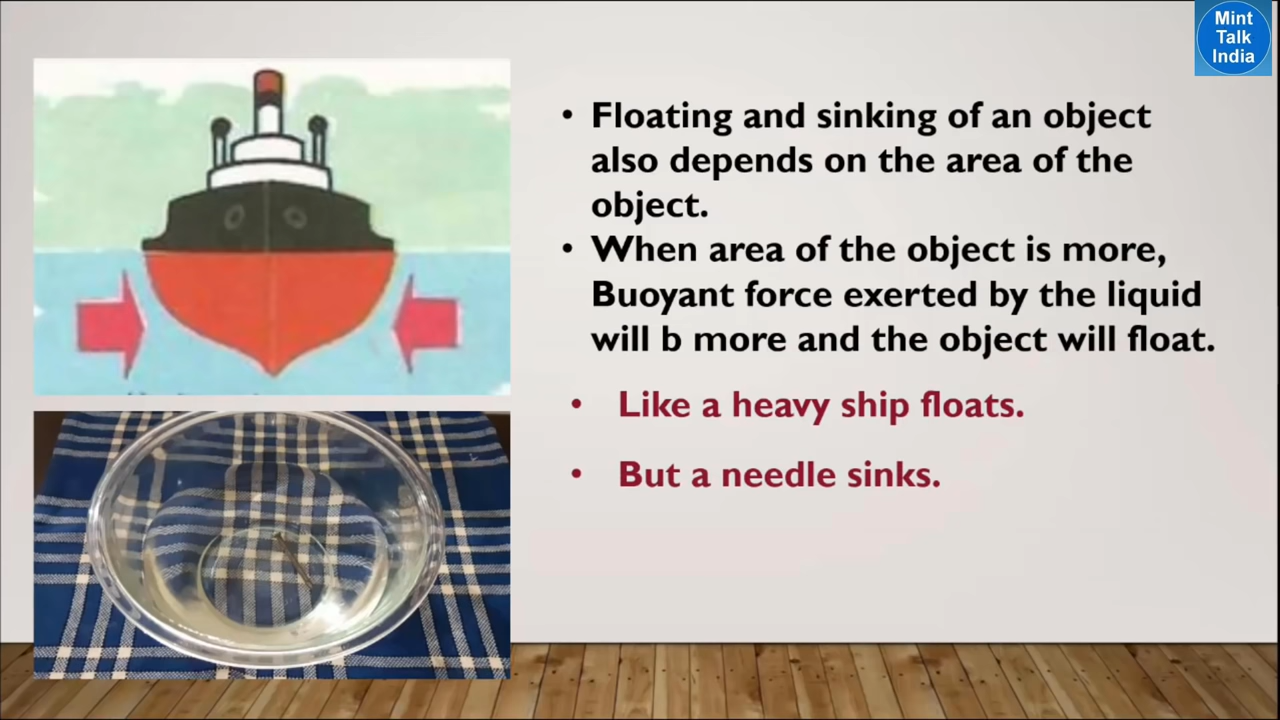 Mint
Talk
India
• Floating and sinking of an object
also depends on the area of the
object.
• When area of the object is more,
Buoyant force exerted by the liquid
will b more and the object will float.
• Like a heavy ship floats.
• But a needle sinks.